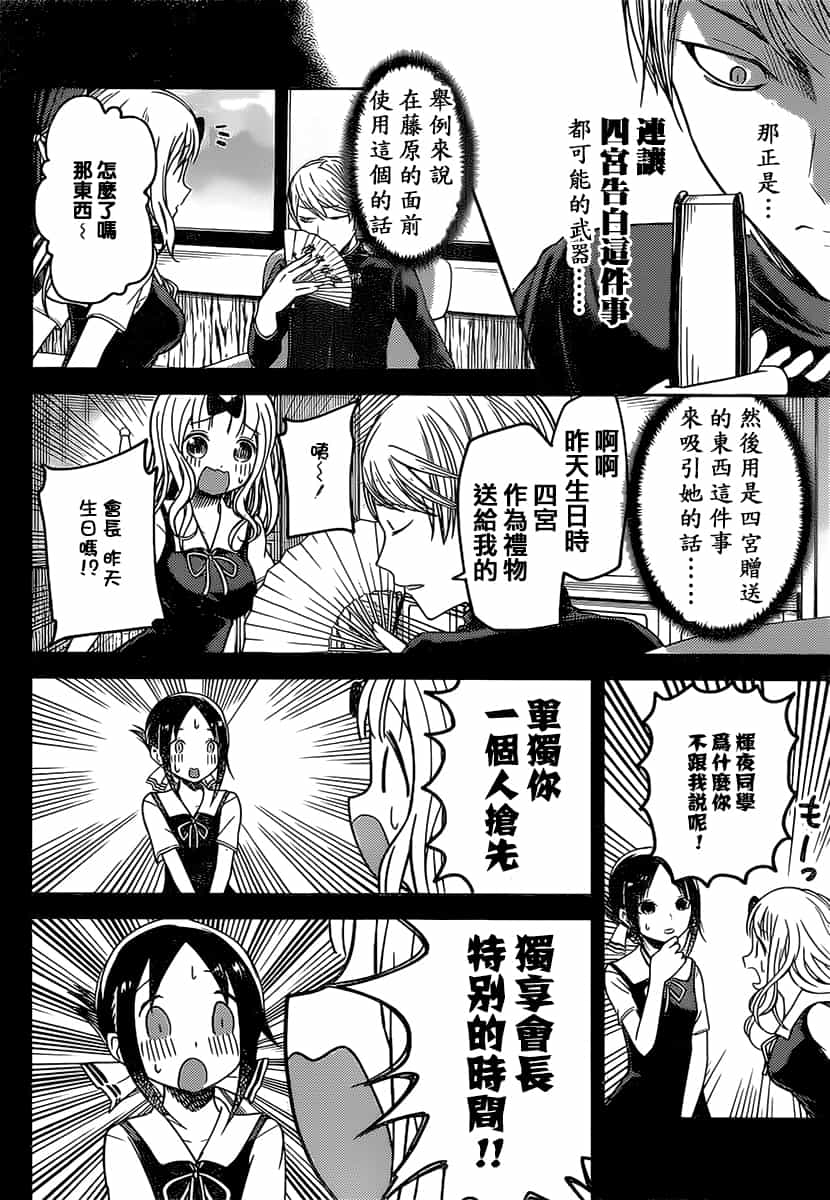 那正是…
連讓
四宮告白這件事
都可能的武器……
舉例來說
在藤原的面前
使用這個的話
怎麼了嗎
那東西～
然後用是四宮贈送
的東西這件事
來吸引她的話……
啊啊
昨天生日時
四宮
作為禮物
送給我的
咦～！
會長 昨天
生日嗎!?
輝夜同學
為什麼你
不跟我說呢！
もーっ
單獨你
一個人搶先
獨享會長
特別的時間!!